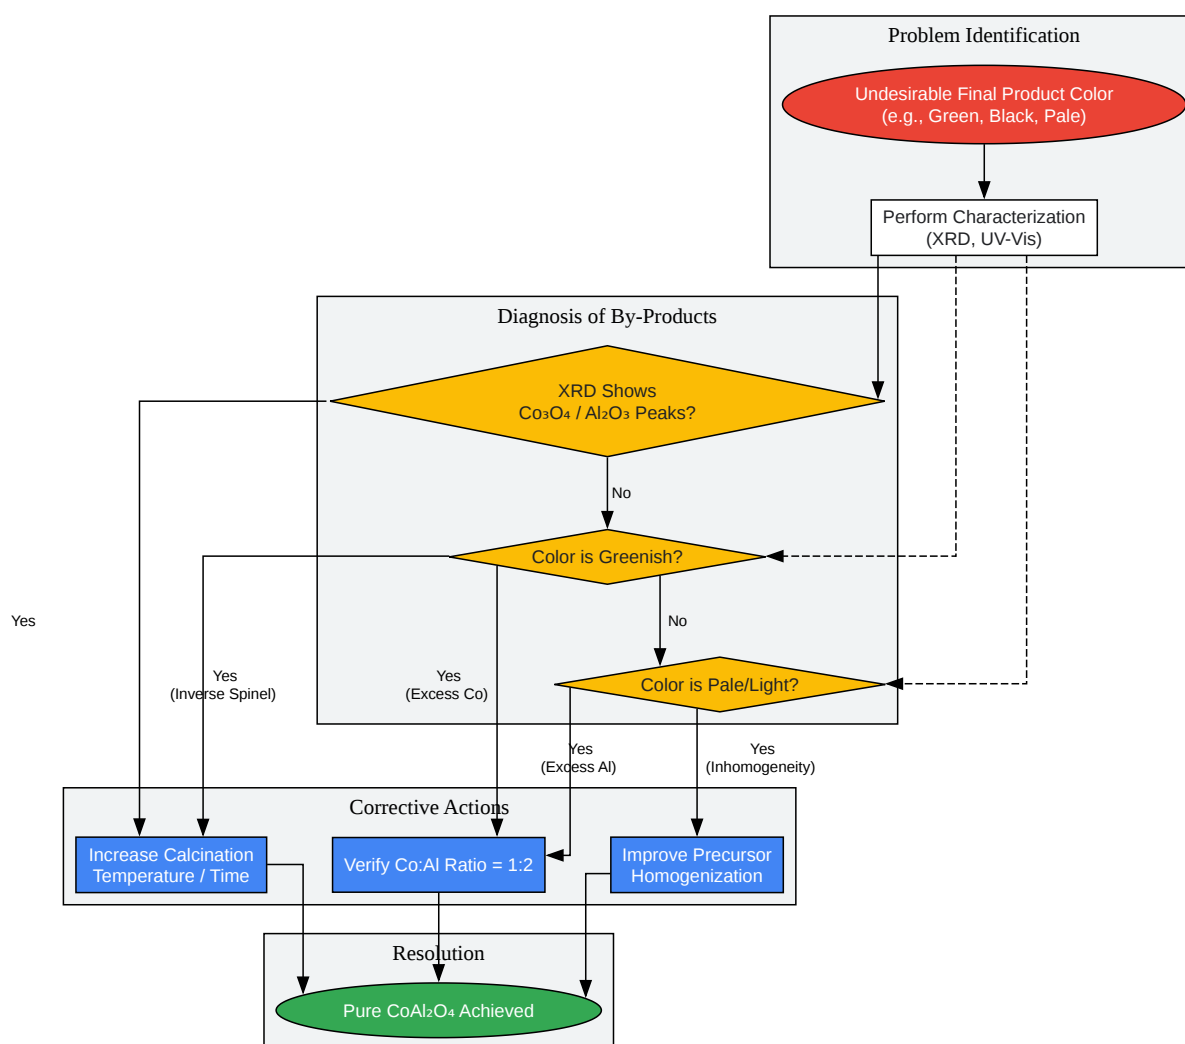 Problem Identification
Undesirable Final Product Color
(e.g., Green, Black, Pale)
Perform Characterization
(XRD, UV-Vis)
Diagnosis of By-Products
XRD Shows
Co₃O₄ / Al₂O₃ Peaks?
No
Color is Greenish?
Yes
No
Yes
(Inverse Spinel)
Yes
(Excess Co)
Color is Pale/Light?
Yes
(Excess Al)
Yes
(Inhomogeneity)
Corrective Actions
Increase Calcination
Temperature / Time
Verify Co:Al Ratio = 1:2
Improve Precursor
Homogenization
Resolution
Pure CoAl₂O₄ Achieved